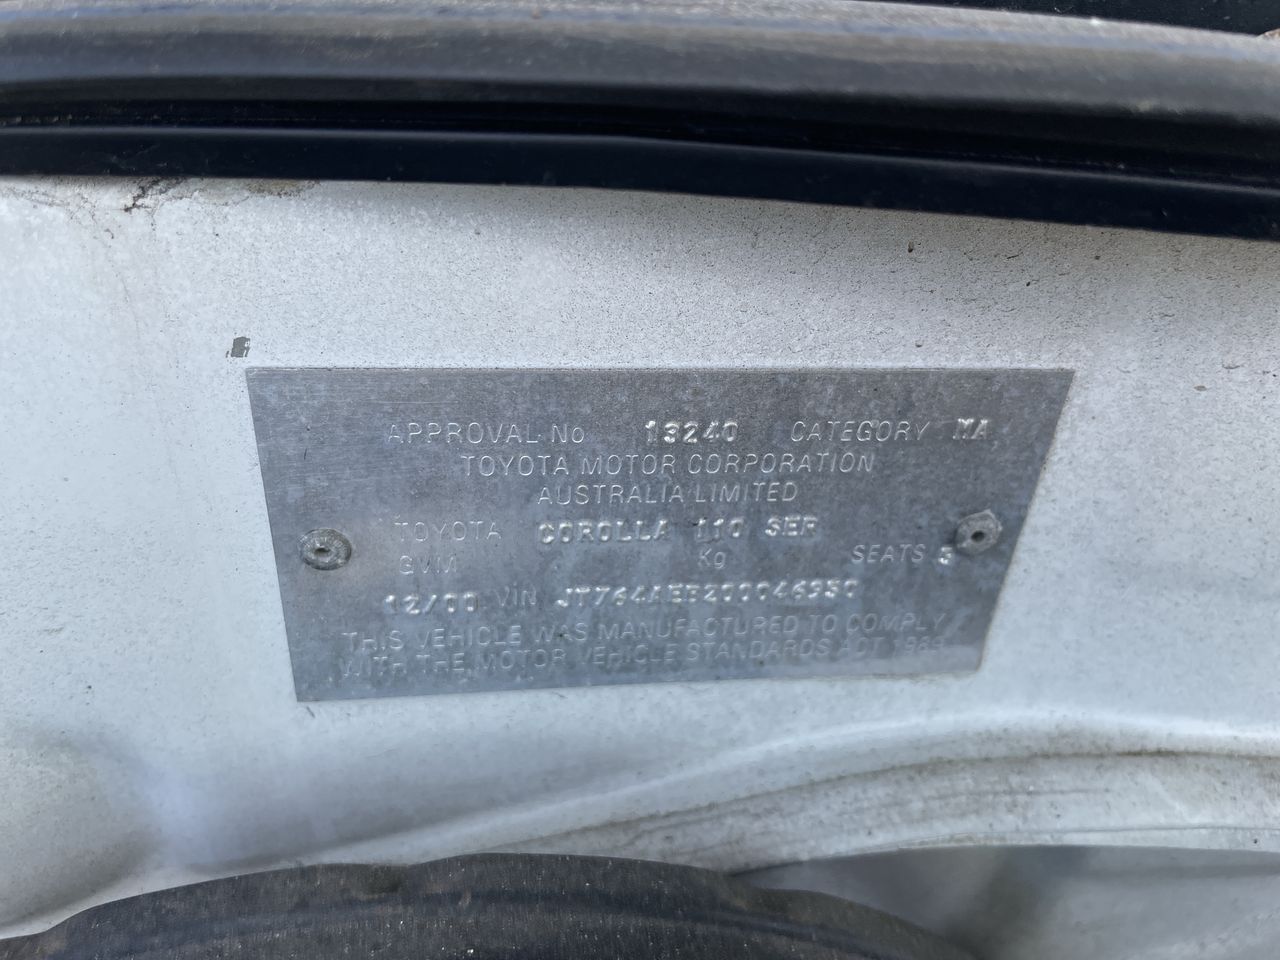 APPROVAL No 13240 CATEGORY MA
TOYOTA MOTOR CORPORATION
AUSTRALIA LIMITED
TOYOTA COROLLA 110 SER
GVM Kg SEATS 5
12/00 VIN
THIS VEHICLE WAS MANUFACTURED TO COMPLY
WITH THE MOTOR VEHICLE STANDARDS ACT 1989